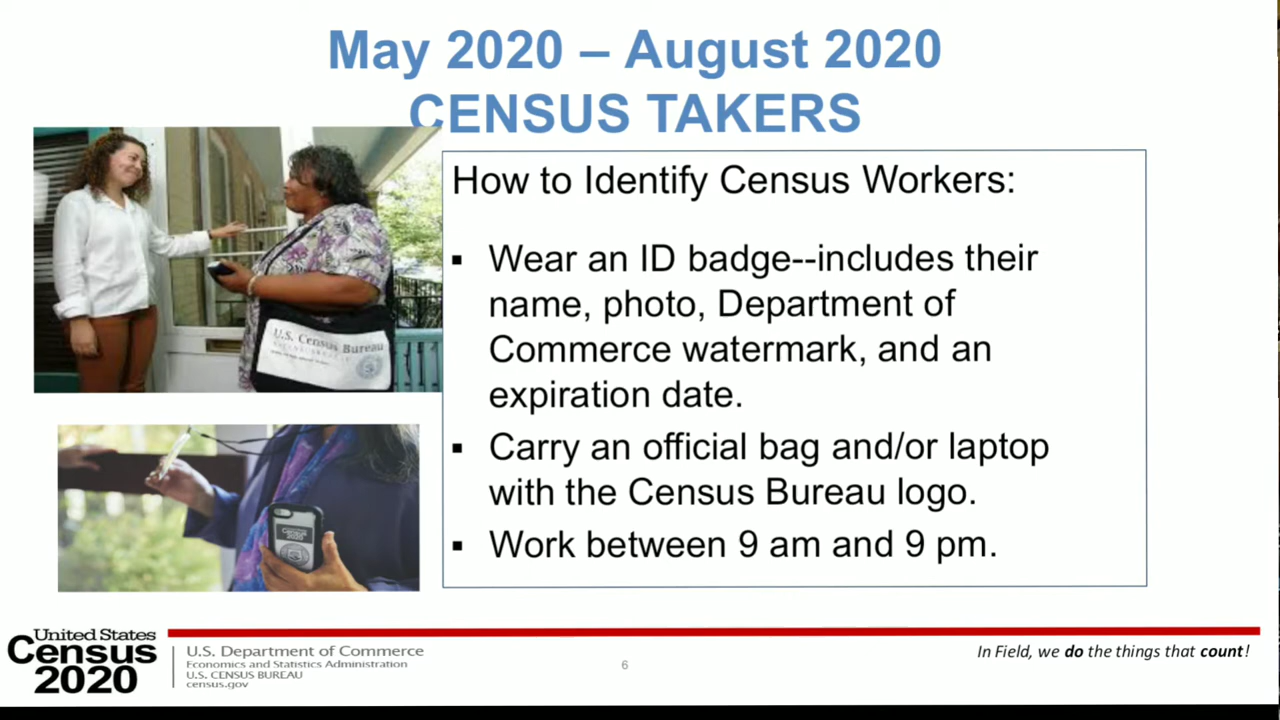 May 2020 – August 2020
CENSUS TAKERS
How to Identify Census Workers:
▪ Wear an ID badge--includes their
name, photo, Department of
Commerce watermark, and an
expiration date.
▪ Carry an official bag and/or laptop
with the Census Bureau logo.
▪ Work between 9 am and 9 pm.
U.S. Census Bureau
Census
2020
United States
Census
2020
U.S. Department of Commerce
Economics and Statistics Administration
U.S. CENSUS BUREAU
census.gov
6
In Field, we do the things that count!